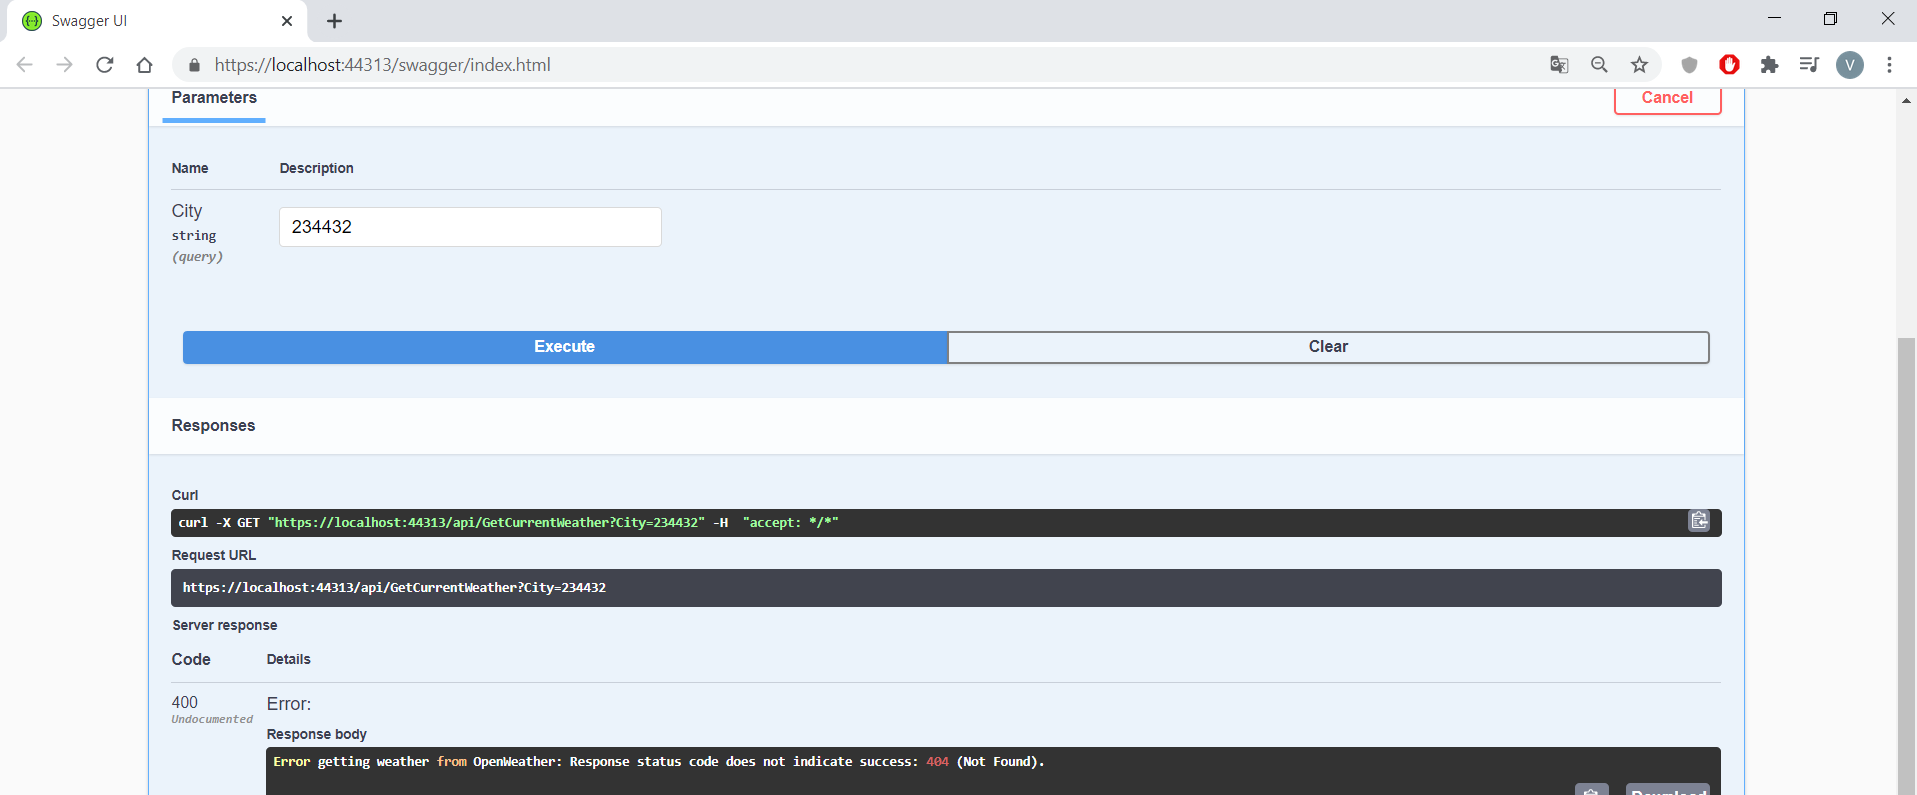 Swagger UI
https://localhost:44313/swagger/index.html
V
Parameters
Cancel
Name Description
City
string
(query)
234432
Execute Clear
Responses
Curl
curl -X GET "https://localhost:44313/api/GetCurrentWeather?City=234432" -H "accept: */*"
Request URL
https://localhost:44313/api/GetCurrentWeather?City=234432
Server response
Code Details
400 Error:
Undocumented
Response body
Error getting weather from OpenWeather: Response status code does not indicate success: 404 (Not Found).
Download